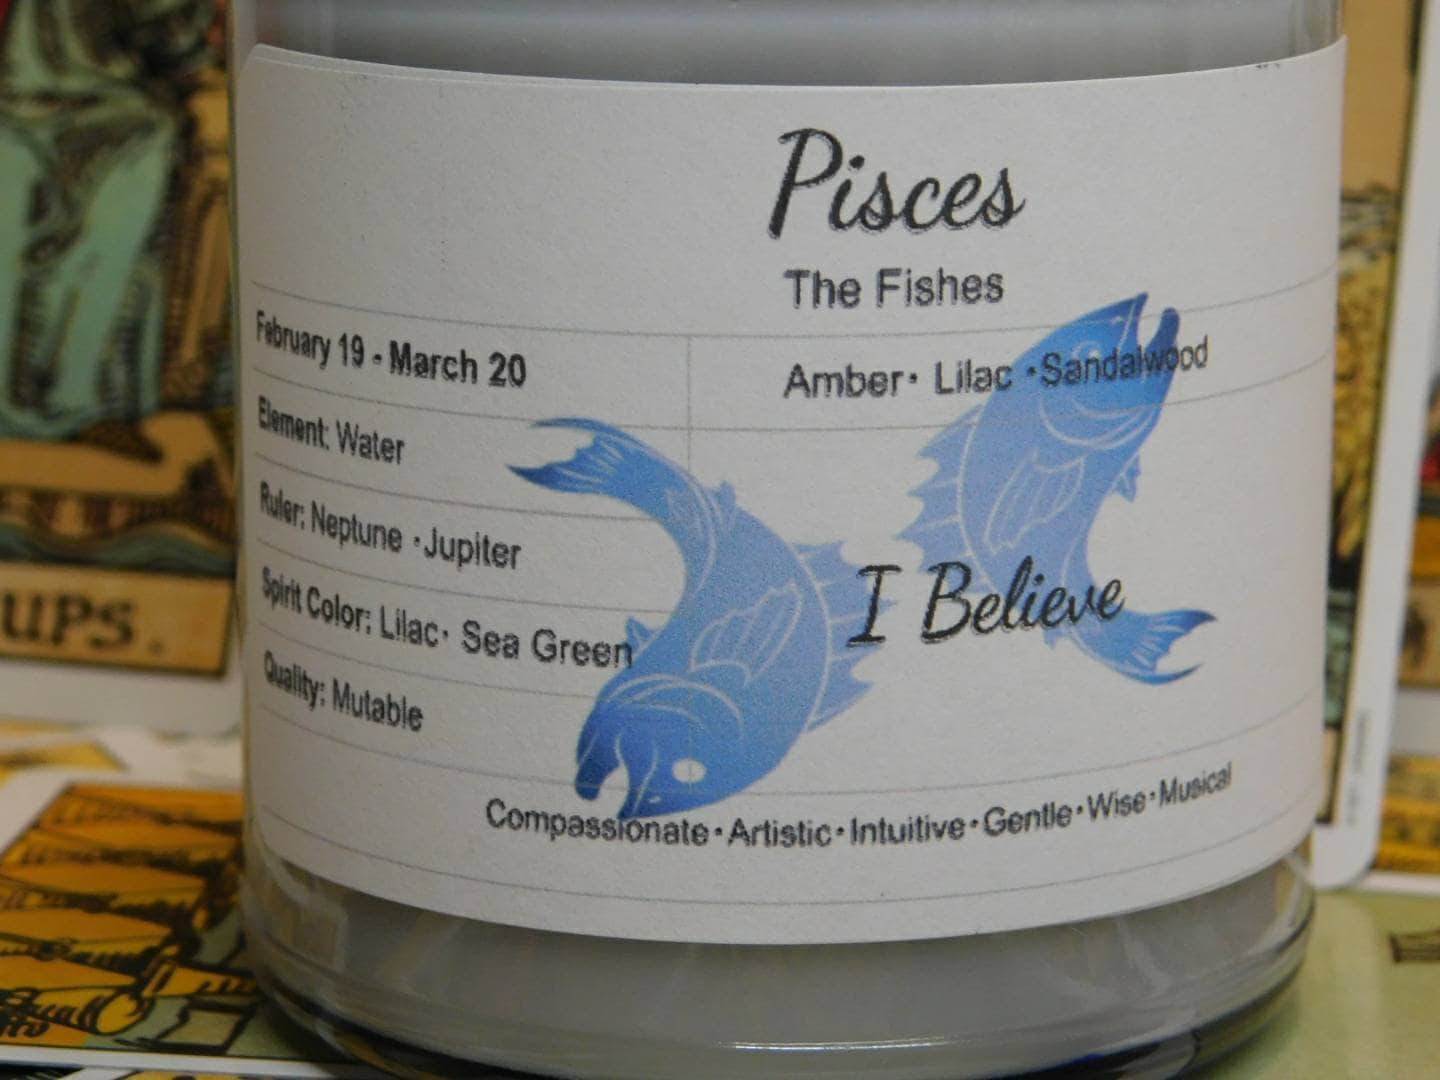 Pisces
The Fishes
February 19 - March 20
Amber • Lilac • Sandalwood
Element: Water
Ruler: Neptune • Jupiter
Spirit Color: Lilac • Sea Green
Quality: Mutable
I Believe
Compassionate • Artistic • Intuitive • Gentle • Wise • Musical
UPS.